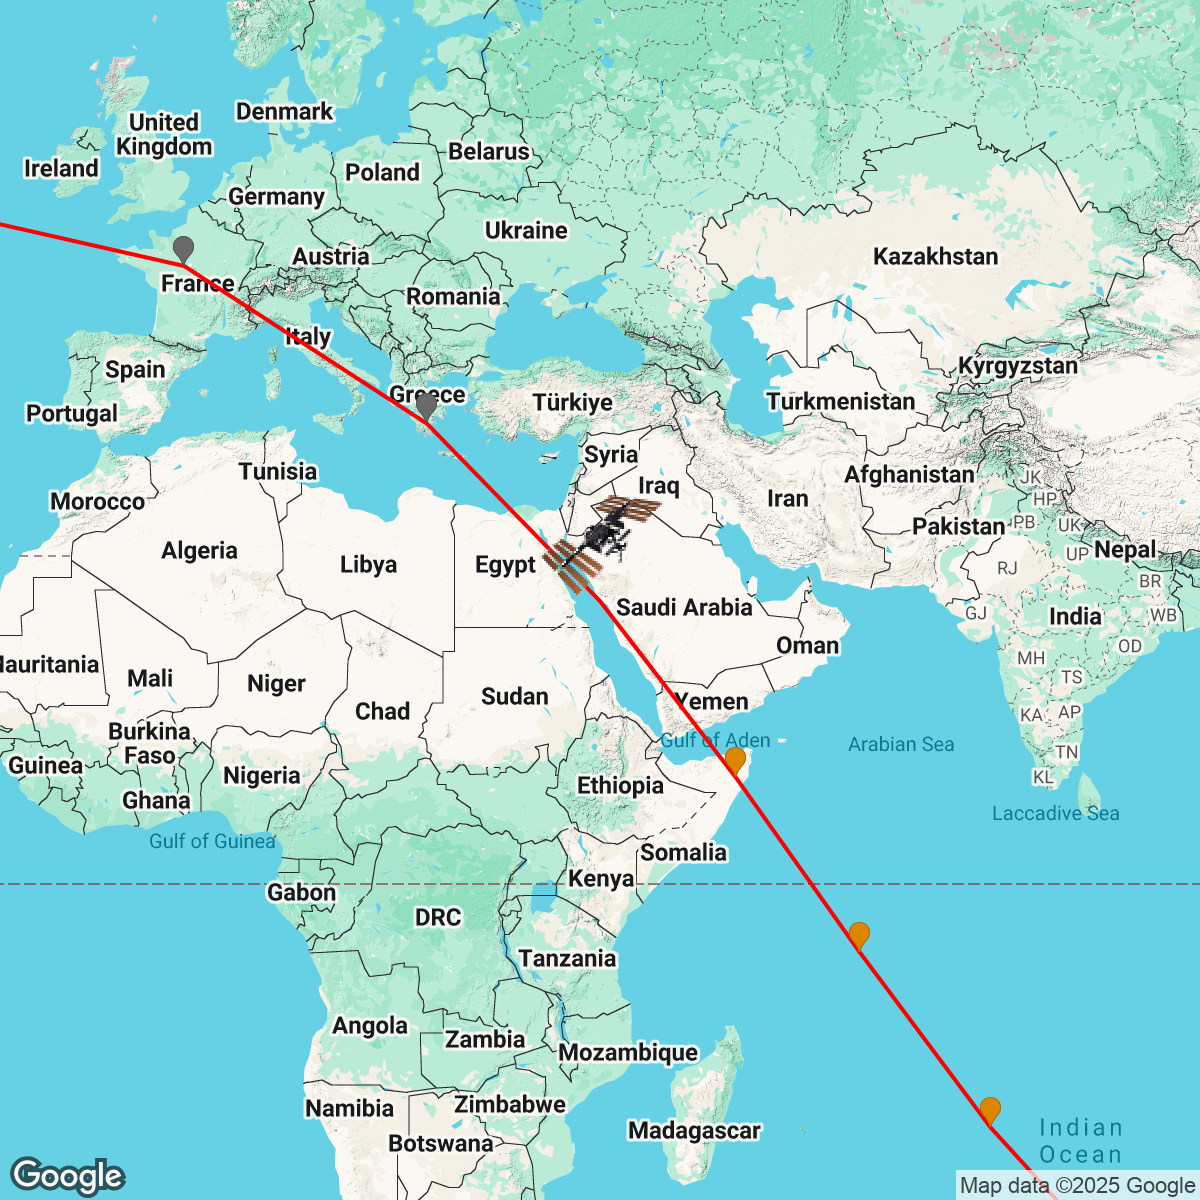 Denmark
United
Kingdom
Ireland
Belarus
Poland
Germany
Ukraine
Austria
Kazakhstan
France
Romania
Italy
Kyrgyzstan
Spain
Greece
Türkiye
Turkmenistan
Portugal
Syria
Tunisia
Afghanistan
JK
Iraq
Iran
HP
Morocco
Pakistan
PB
UK
Algeria
Libya
Egypt
UP
Nepal
RJ
BR
Saudi Arabia
GJ
India
WB
Oman
OD
Mauritania
Mali
Niger
MH
TS
Sudan
Chad
Yemen
KA
AP
Burkina
Faso
Gulf of Aden
Arabian Sea
TN
Guinea
Nigeria
Ethiopia
KL
Ghana
Laccadive Sea
Gulf of Guinea
Somalia
Gabon
Kenya
DRC
Tanzania
Angola
Zambia
Mozambique
Namibia
Zimbabwe
Madagascar
Indian
Ocean
Botswana
Google
Map data ©2025 Google